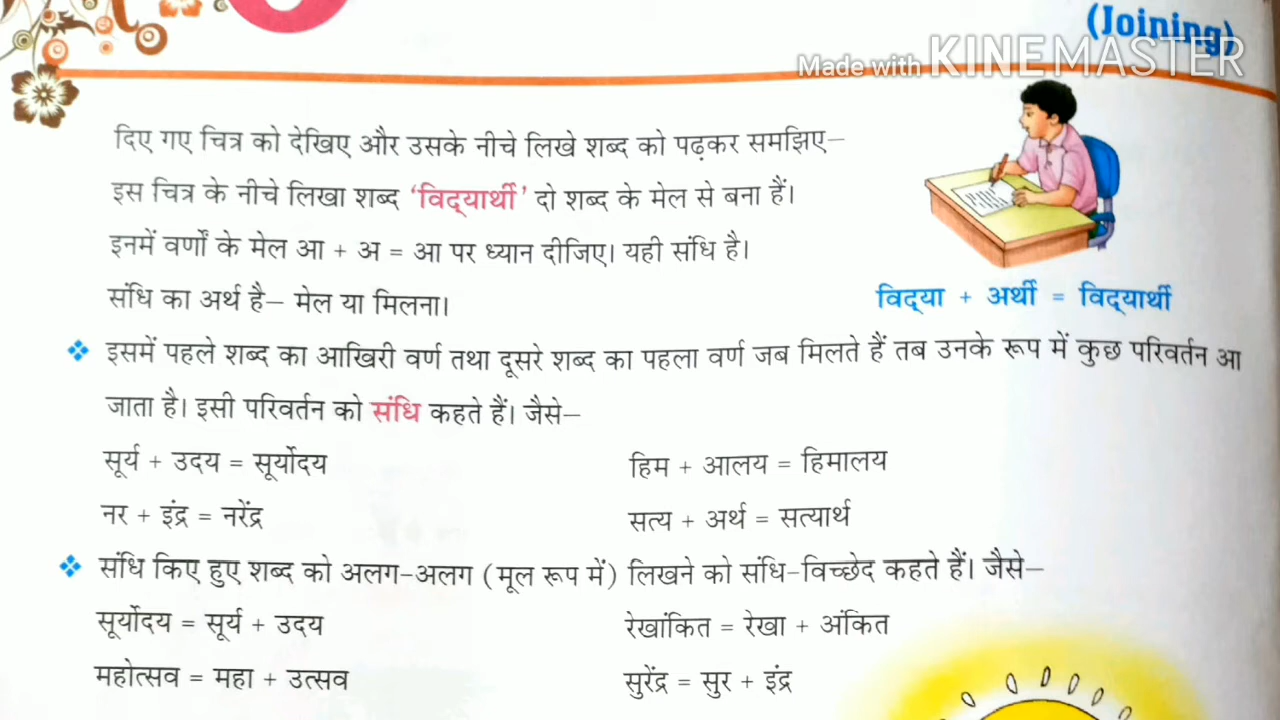 (Joining)
Made with KINEMASTER
दिए गए चित्र को देखिए और उसके नीचे लिखे शब्द को पढ़कर समझिए–
इस चित्र के नीचे लिखा शब्द ‘विद्यार्थी’ दो शब्द के मेल से बना हैं।
इनमें वर्णों के मेल आ + अ = आ पर ध्यान दीजिए। यही संधि है।
संधि का अर्थ है– मेल या मिलना।
विद्या + अर्थी = विद्यार्थी
❖ इसमें पहले शब्द का आखिरी वर्ण तथा दूसरे शब्द का पहला वर्ण जब मिलते हैं तब उनके रूप में कुछ परिवर्तन आ
जाता है। इसी परिवर्तन को संधि कहते हैं। जैसे–
सूर्य + उदय = सूर्योदय हिम + आलय = हिमालय
नर + इंद्र = नरेंद्र सत्य + अर्थ = सत्यार्थ
❖ संधि किए हुए शब्द को अलग-अलग (मूल रूप में) लिखने को संधि-विच्छेद कहते हैं। जैसे–
सूर्योदय = सूर्य + उदय रेखांकित = रेखा + अंकित
महोत्सव = महा + उत्सव सुरेंद्र = सुर + इंद्र